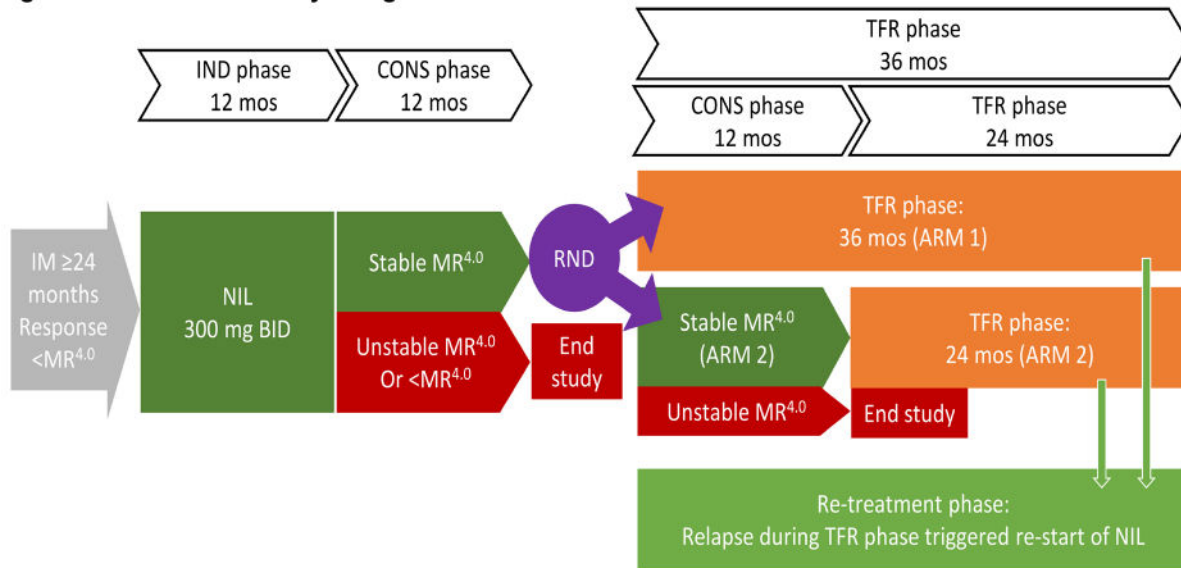 TFR phase
36 mos
IND phase
12 mos
CONS phase
12 mos
CONS phase
12 mos
TFR phase
24 mos
IM ≥24
months
Response
<MR4.0
NIL
300 mg BID
Stable MR4.0
Unstable MR4.0
Or <MR4.0
RND
End
study
TFR phase:
36 mos (ARM 1)
Stable MR4.0
(ARM 2)
TFR phase:
24 mos (ARM 2)
Unstable MR4.0
End study
Re-treatment phase:
Relapse during TFR phase triggered re-start of NIL